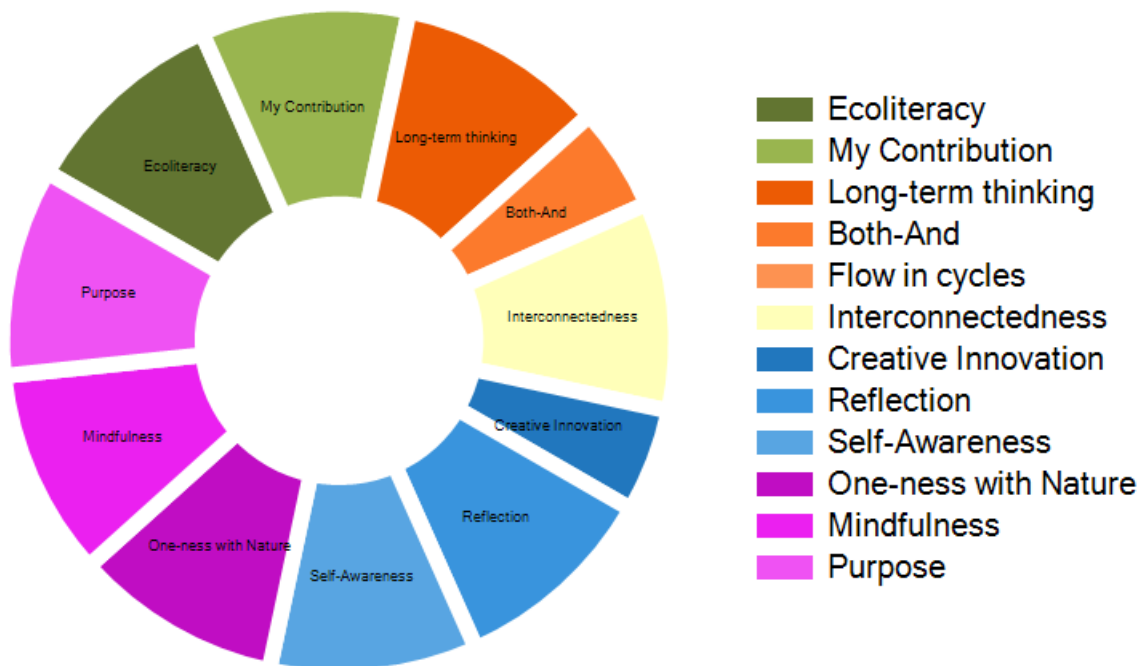 My Contribution
Long-term thinking
Ecoliteracy
Both-And
Purpose
Interconnectedness
Creative Innovation
Mindfulness
Reflection
One-ness with Nature
Self-Awareness
Ecoliteracy
My Contribution
Long-term thinking
Both-And
Flow in cycles
Interconnectedness
Creative Innovation
Reflection
Self-Awareness
One-ness with Nature
Mindfulness
Purpose